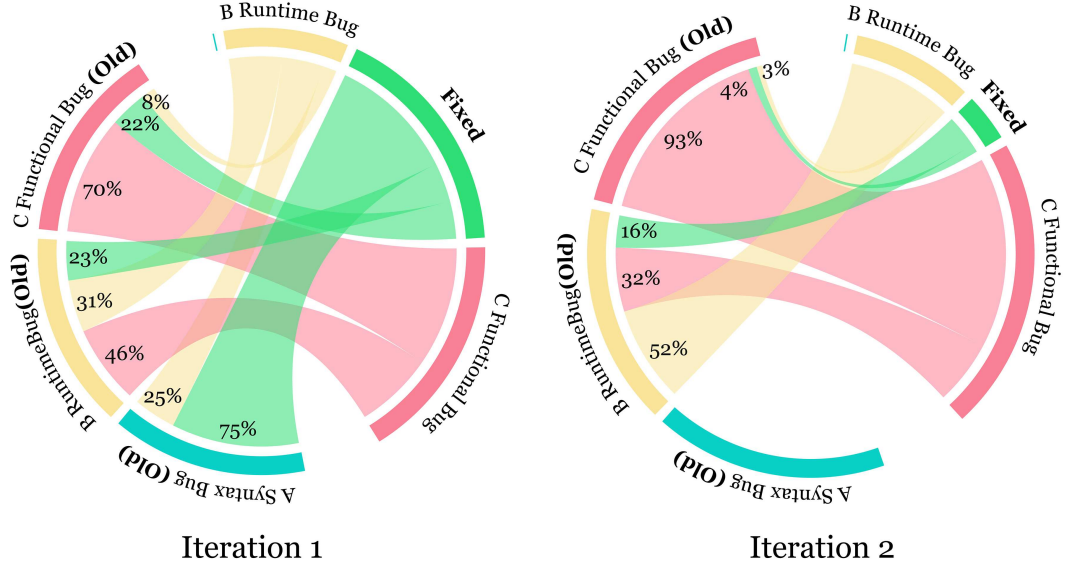 B Runtime Bug
Fixed
C Functional Bug
A Syntax Bug (Old)
B RuntimeBug(Old)
C Functional Bug (Old)
8%
22%
70%
23%
31%
46%
25%
75%
Iteration 1
B Runtime Bug
Fixed
C Functional Bug
A Syntax Bug (Old)
B RuntimeBug(Old)
C Functional Bug (Old)
3%
4%
93%
16%
32%
52%
Iteration 2